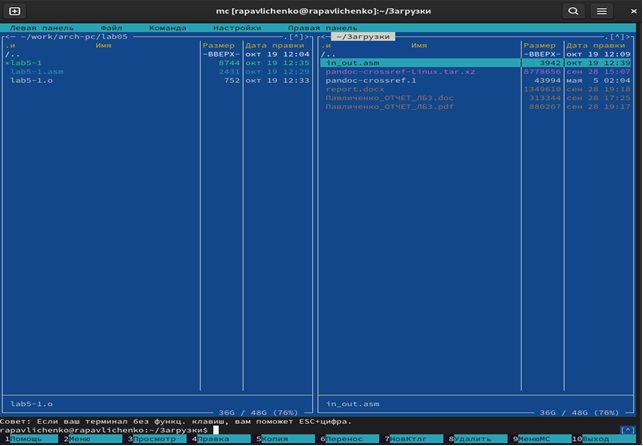 mc [rapavlichenko@rapavlichenko]:~/Загрузки
Левая панель Файл Команда Настройки Правая панель
<— ~/work/arch-pc/lab05 .[^]> <— ~/Загрузки .[^]>
.и Имя Размер Дата правки .и Имя Размер Дата правки
/.. -ВВЕРХ- окт 19 12:04 /.. -ВВЕРХ- окт 19 12:09
*lab5-1 8744 окт 19 12:35 in_out.asm 3942 окт 19 12:39
lab5-1.asm 2431 окт 19 12:29 pandoc-crossref-Linux.tar.xz 8778656 сен 28 15:07
lab5-1.o 752 окт 19 12:33 pandoc-crossref.1 43994 мая 5 02:04
report.docx 1349610 сен 28 19:18
Павличенко_ОТЧЕТ_ЛБ3.doc 313344 сен 28 17:25
Павличенко_ОТЧЕТ_ЛБ3.pdf 880267 сен 28 19:17
lab5-1.o in_out.asm
36G / 48G (76%) 36G / 48G (76%)
Совет: Если ваш терминал без функц. клавиш, вам поможет ESC+цифра.
rapavlichenko@rapavlichenko:~/Загрузки$ [^]
1Помощь 2Меню 3Просмотр 4Правка 5Копия 6Перенос 7НовКтлг 8Удалить 9МенюМС 10Выход